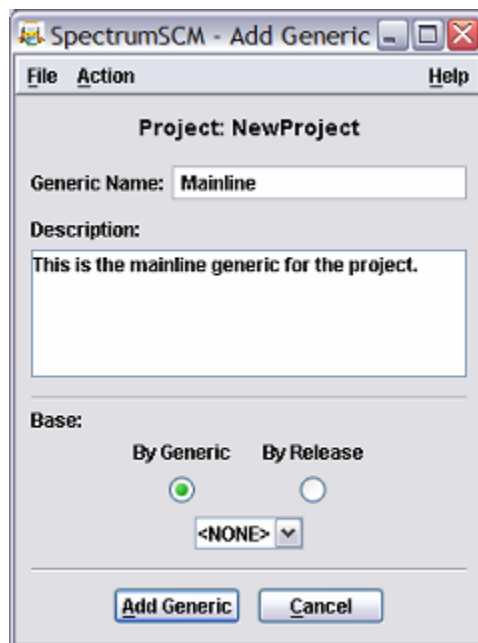 SpectrumSCM - Add Generic
File Action Help
Project: NewProject
Generic Name: Mainline
Description:
This is the mainline generic for the project.
Base:
By Generic By Release
<NONE>
Add Generic Cancel